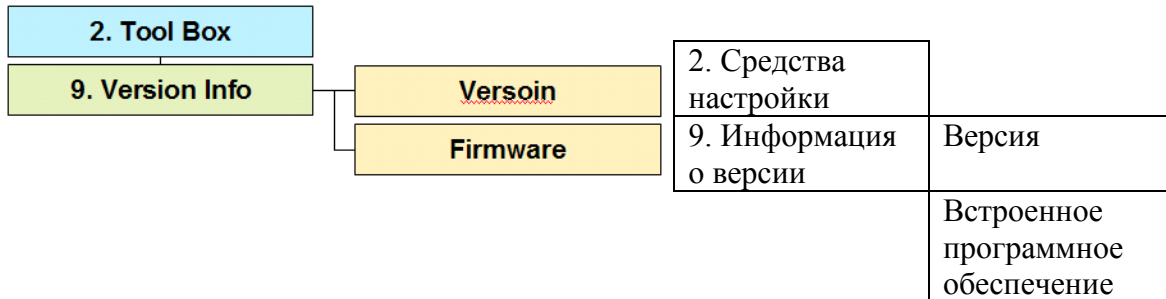 2. Tool Box
9. Version Info
Versoin
Firmware
2. Средства
настройки
9. Информация
о версии
Версия
Встроенное
программное
обеспечение